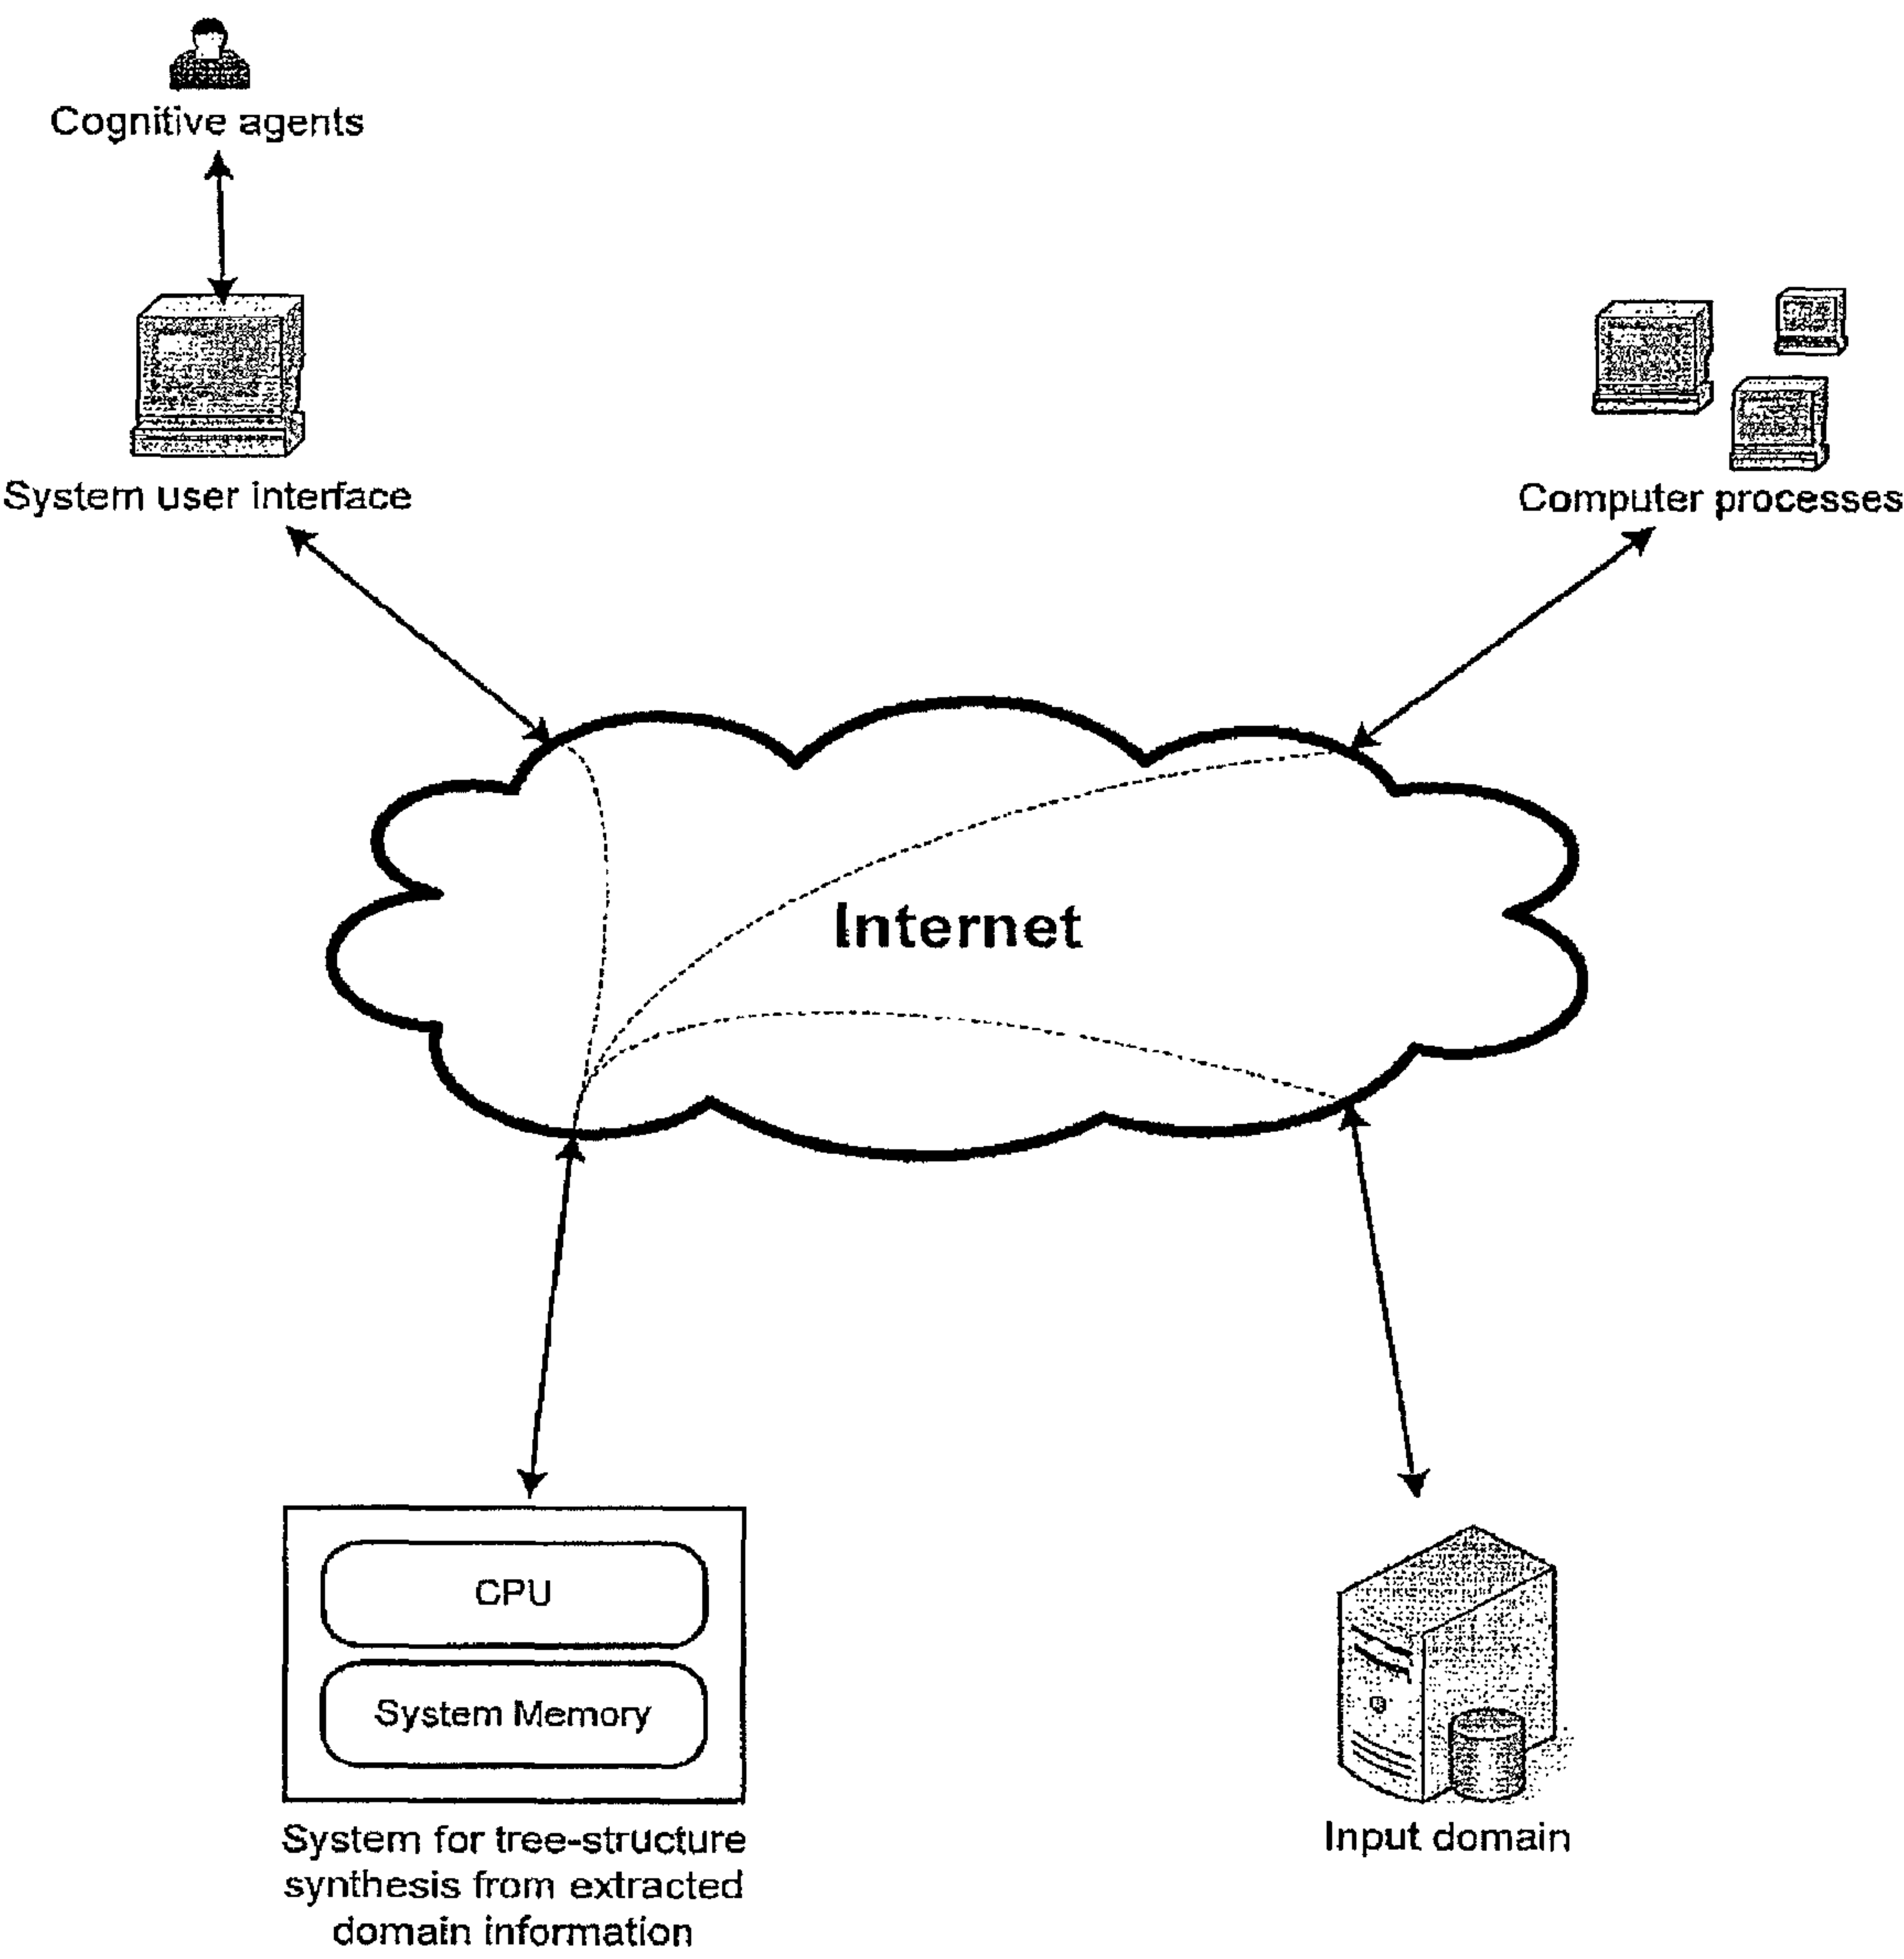 Cognitive agents
System user interface
Computer processes
Internet
CPU
System Memory
System for tree-structure
synthesis from extracted
domain information
Input domain